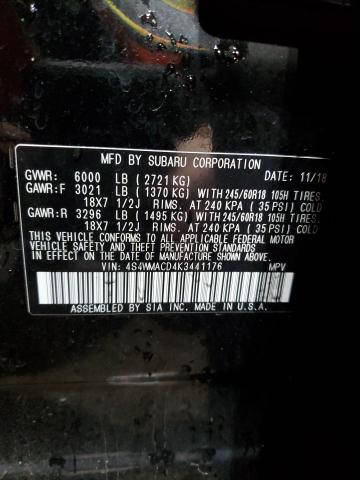 MFD BY SUBARU CORPORATION
GVWR: 6000 LB (2721 KG) DATE: 11/18
GAWR:F 3021 LB (1370 KG) WITH 245/60R18 105H TIRES
18X7 1/2J RIMS. AT 240 KPA (35 PSI) COLD
GAWR:R 3296 LB (1495 KG) WITH 245/60R18 105H TIRES
18X7 1/2J RIMS. AT 240 KPA (35 PSI) COLD
THIS VEHICLE CONFORMS TO ALL APPLICABLE FEDERAL MOTOR
VEHICLE SAFETY AND THEFT PREVENTION STANDARDS IN EFFECT
ON THE DATE OF MANUFACTURE SHOWN ABOVE.
VIN: 4S4WMACD4K3441176 MPV
ASSEMBLED BY SIA INC. MADE IN U.S.A.